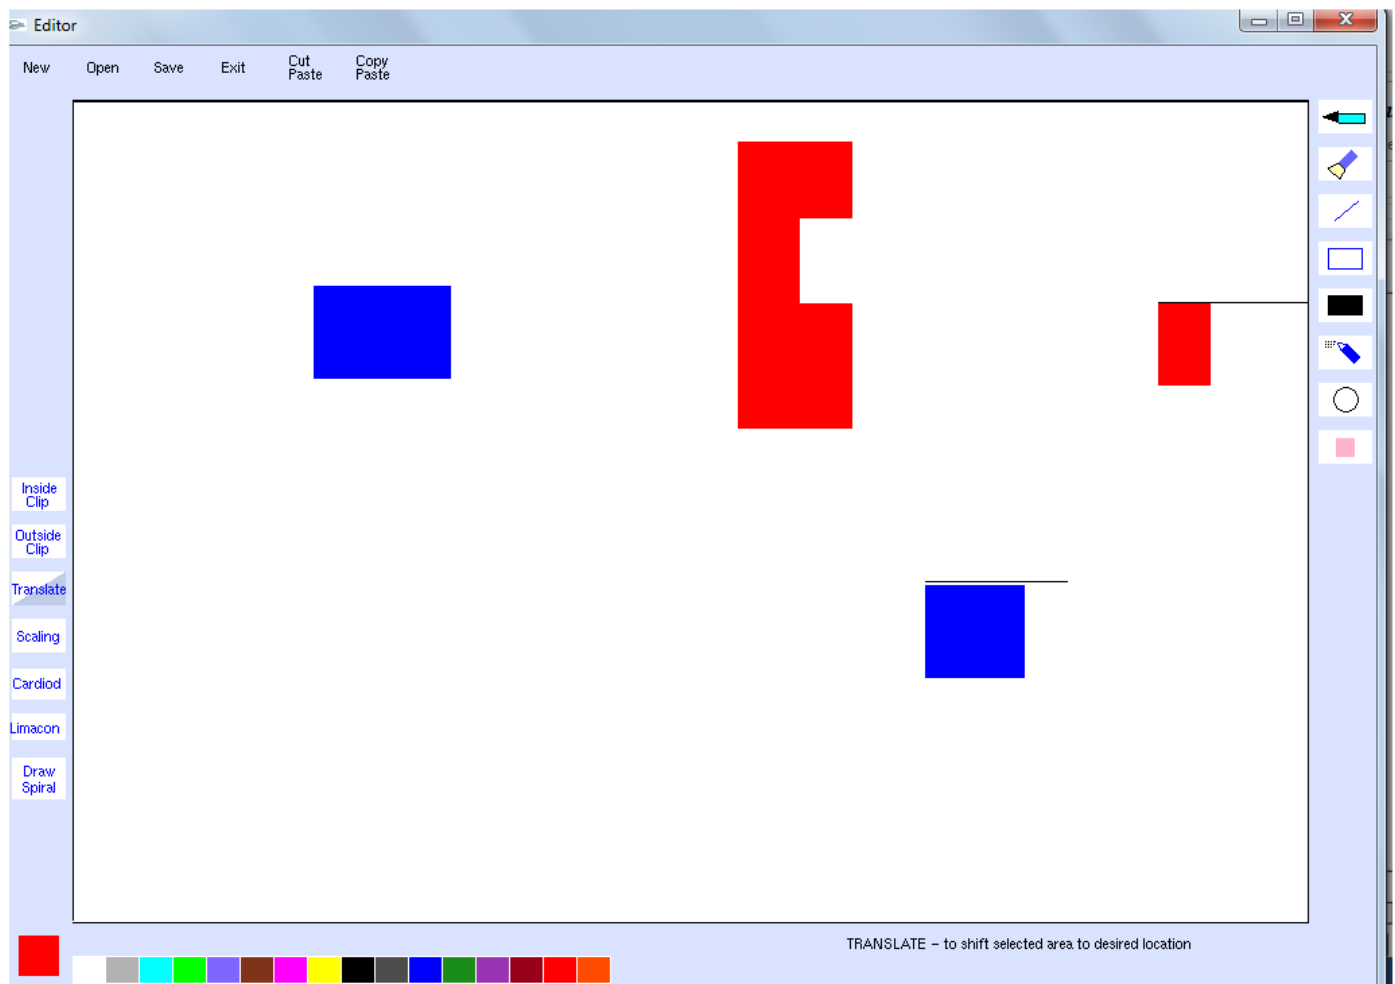 Editor
New Open Save Exit Cut Paste Copy Paste
Inside
Clip
Outside
Clip
Translate
Scaling
Cardiod
Limacon
Draw
Spiral
TRANSLATE – to shift selected area to desired location